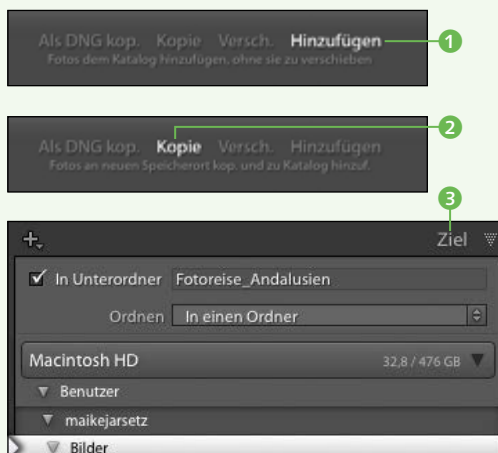 Als DNG kop. Kopie Versch. Hinzufügen
Fotos dem Katalog hinzufügen, ohne sie zu verschieben
1
Als DNG kop. Kopie Versch. Hinzufügen
Fotos an neuen Speicherort kop. und zu Katalog hinzuf.
2
3
Ziel
In Unterordner Fotoreise_Andalusien
Ordnen In einen Ordner
Macintosh HD 32,8 / 476 GB
Benutzer
maikejarsetz
Bilder